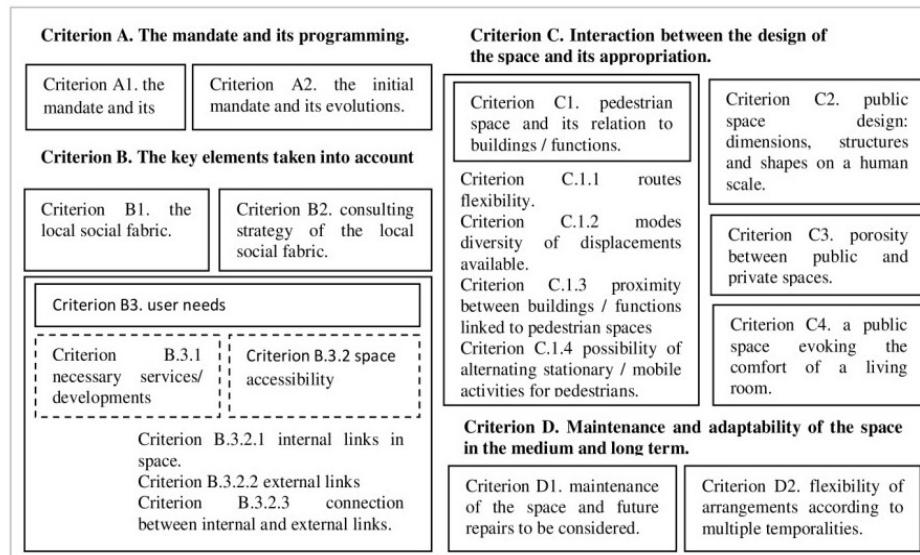 Criterion A. The mandate and its programming.
Criterion A1. the
mandate and its
Criterion A2. the initial
mandate and its evolutions.
Criterion B. The key elements taken into account
Criterion B1. the
local social fabric.
Criterion B2. consulting
strategy of the local
social fabric.
Criterion B3. user needs
Criterion B.3.1
necessary services/
developments
Criterion B.3.2 space
accessibility
Criterion B.3.2.1 internal links in
space.
Criterion B.3.2.2 external links
Criterion B.3.2.3 connection
between internal and external links.
Criterion C. Interaction between the design of
the space and its appropriation.
Criterion C1. pedestrian
space and its relation to
buildings / functions.
Criterion C.1.1 routes
flexibility.
Criterion C.1.2 modes
diversity of displacements
available.
Criterion C.1.3 proximity
between buildings / functions
linked to pedestrian spaces
Criterion C.1.4 possibility of
alternating stationary / mobile
activities for pedestrians.
Criterion C2. public
space design:
dimensions, structures
and shapes on a human
scale.
Criterion C3. porosity
between public and
private spaces.
Criterion C4. a public
space evoking the
comfort of a living
room.
Criterion D. Maintenance and adaptability of the space
in the medium and long term.
Criterion D1. maintenance
of the space and future
repairs to be considered.
Criterion D2. flexibility of
arrangements according to
multiple temporalities.